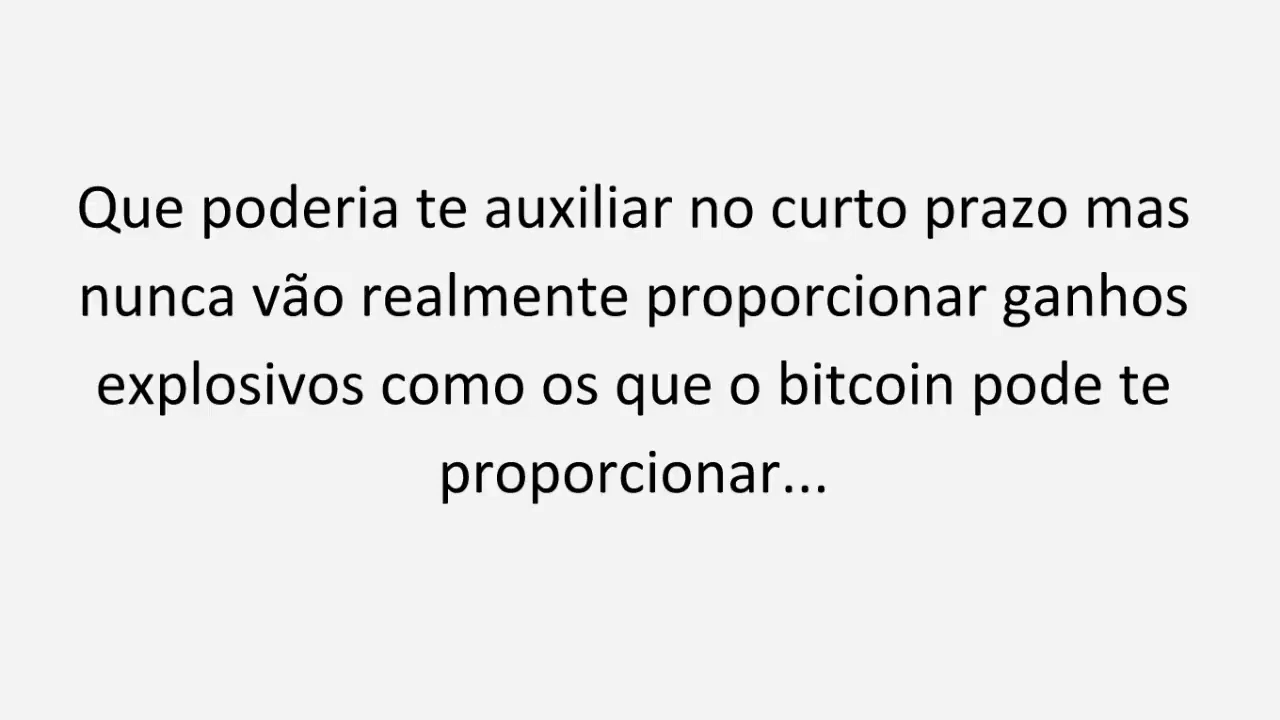 Que poderia te auxiliar no curto prazo mas
nunca vão realmente proporcionar ganhos
explosivos como os que o bitcoin pode te
proporcionar...